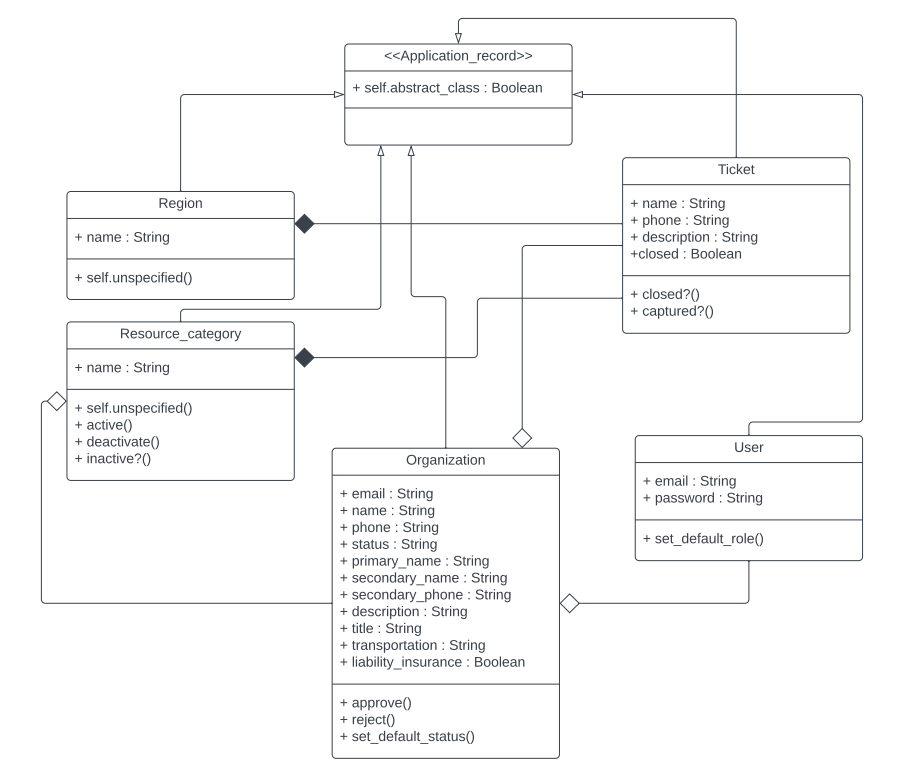 <<Application_record>>
+ self.abstract_class : Boolean
Ticket
+ name : String
+ phone : String
+ description : String
+closed : Boolean
+ closed?()
+ captured?()
Region
+ name : String
+ self.unspecified()
Resource_category
+ name : String
+ self.unspecified()
+ active()
+ deactivate()
+ inactive?()
Organization
+ email : String
+ name : String
+ phone : String
+ status : String
+ primary_name : String
+ secondary_name : String
+ secondary_phone : String
+ description : String
+ title : String
+ transportation : String
+ liability_insurance : Boolean
+ approve()
+ reject()
+ set_default_status()
User
+ email : String
+ password : String
+ set_default_role()